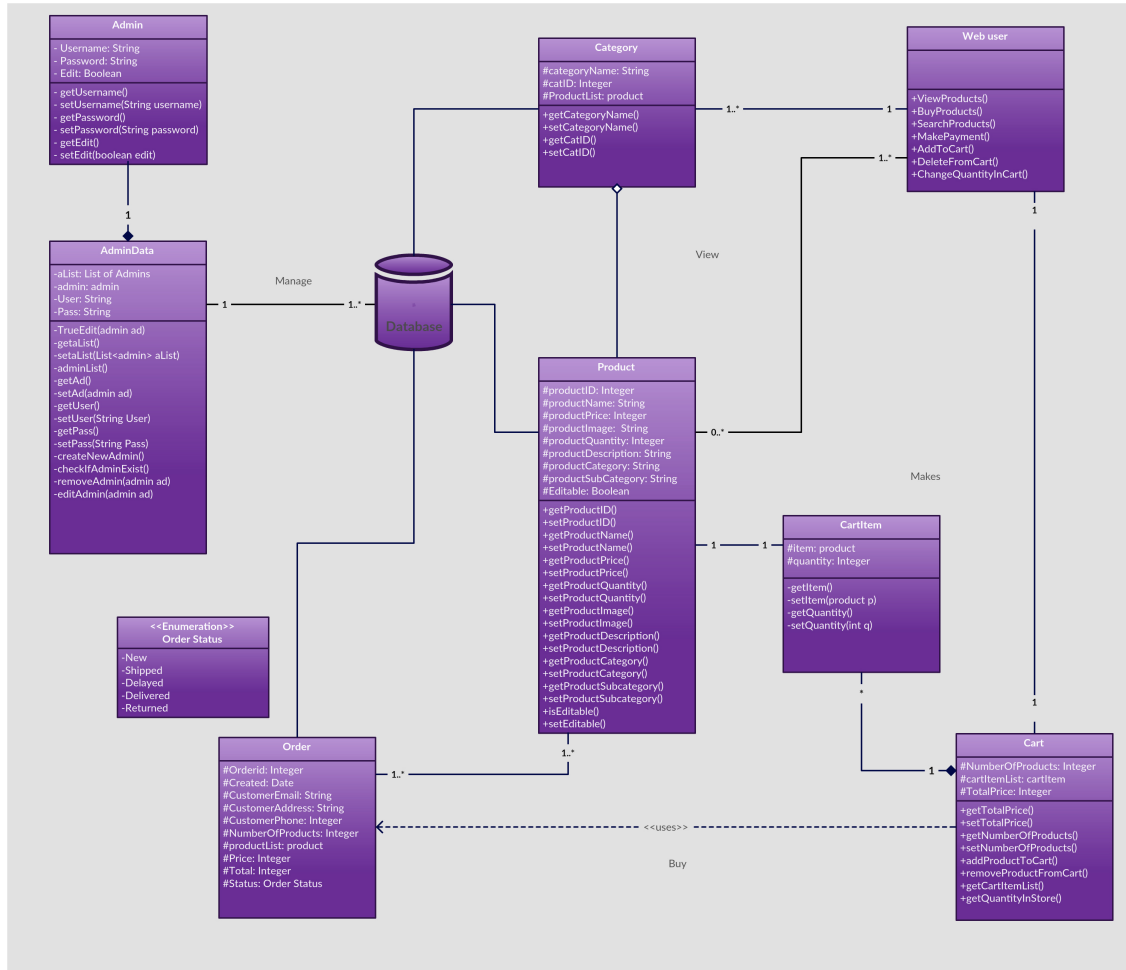 Admin
- Username: String
- Password: String
- Edit: Boolean
- getUsername()
- setUsername(String username)
- getPassword()
- setPassword(String password)
- getEdit()
- setEdit(boolean edit)
1
AdminData
-aList: List of Admins
-admin: admin
-User: String
-Pass: String
-TrueEdit(admin ad)
-getaList()
-setaList(List<admin> aList)
-adminList()
-getAd()
-setAd(admin ad)
-getUser()
-setUser(String User)
-getPass()
-setPass(String Pass)
-createNewAdmin()
-checkIfAdminExist()
-removeAdmin(admin ad)
-editAdmin(admin ad)
Manage
1
1..*
Database
Category
#categoryName: String
#catID: Integer
#ProductList: product
+getCategoryName()
+setCategoryName()
+getCatID()
+setCatID()
1..*
1
Web user
+ViewProducts()
+BuyProducts()
+SearchProducts()
+MakePayment()
+AddToCart()
+DeleteFromCart()
+ChangeQuantityInCart()
1..*
View
0..*
1
Makes
1
Product
#productID: Integer
#productName: String
#productPrice: Integer
#productImage:  String
#productQuantity: Integer
#productDescription: String
#productCategory: String
#productSubCategory: String
#Editable: Boolean
+getProductID()
+setProductID()
+getProductName()
+setProductName()
+getProductPrice()
+setProductPrice()
+getProductQuantity()
+setProductQuantity()
+getProductImage()
+setProductImage()
+getProductDescription()
+setProductDescription()
+getProductCategory()
+setProductCategory()
+getProductSubcategory()
+setProductSubcategory()
+isEditable()
+setEditable()
1
1
CartItem
#item: product
#quantity: Integer
-getItem()
-setItem(product p)
-getQuantity()
-setQuantity(int q)
*
1
<<Enumeration>>
Order Status
-New
-Shipped
-Delayed
-Delivered
-Returned
Order
#Orderid: Integer
#Created: Date
#CustomerEmail: String
#CustomerAddress: String
#CustomerPhone: Integer
#NumberOfProducts: Integer
#productList: product
#Price: Integer
#Total: Integer
#Status: Order Status
1..*
1..*
<<uses>>
Buy
Cart
#NumberOfProducts: Integer
#cartItemList: cartItem
#TotalPrice: Integer
+getTotalPrice()
+setTotalPrice()
+getNumberOfProducts()
+setNumberOfProducts()
+addProductToCart()
+removeProductFromCart()
+getCartItemList()
+getQuantityInStore()